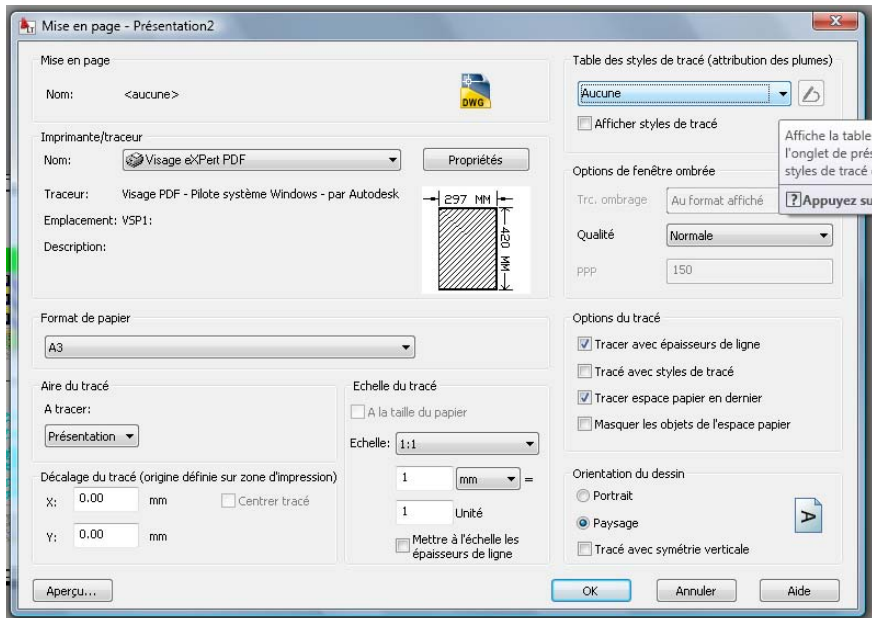 Mise en page - Présentation2
Mise en page
Nom: <aucune>
DWG
Imprimante/traceur
Nom: Visage eXPert PDF
Propriétés
Traceur: Visage PDF - Pilote système Windows - par Autodesk
Emplacement: VSP1:
Description:
297 MM
420 MM
Format de papier
A3
Aire du tracé
A tracer:
Présentation
Décalage du tracé (origine définie sur zone d'impression)
X: 0.00 mm
Centrer tracé
Y: 0.00 mm
Echelle du tracé
A la taille du papier
Echelle: 1:1
1 mm =
1 Unité
Mettre à l'échelle les
épaisseurs de ligne
Table des styles de tracé (attribution des plumes)
Aucune
Afficher styles de tracé
Affiche la table
l'onglet de prés
styles de tracé
?Appuyez su
Options de fenêtre ombrée
Trc. ombrage Au format affiché
Qualité Normale
PPP 150
Options du tracé
Tracer avec épaisseurs de ligne
Tracé avec styles de tracé
Tracer espace papier en dernier
Masquer les objets de l'espace papier
Orientation du dessin
Portrait
Paysage
A
Tracé avec symétrie verticale
Aperçu...
OK
Annuler
Aide